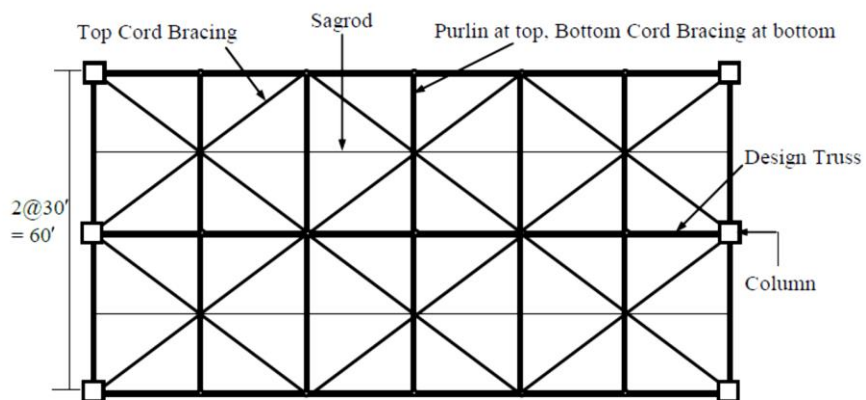 Sagrod
Top Cord Bracing
Purlin at top, Bottom Cord Bracing at bottom
Design Truss
2@30′
= 60′
Column